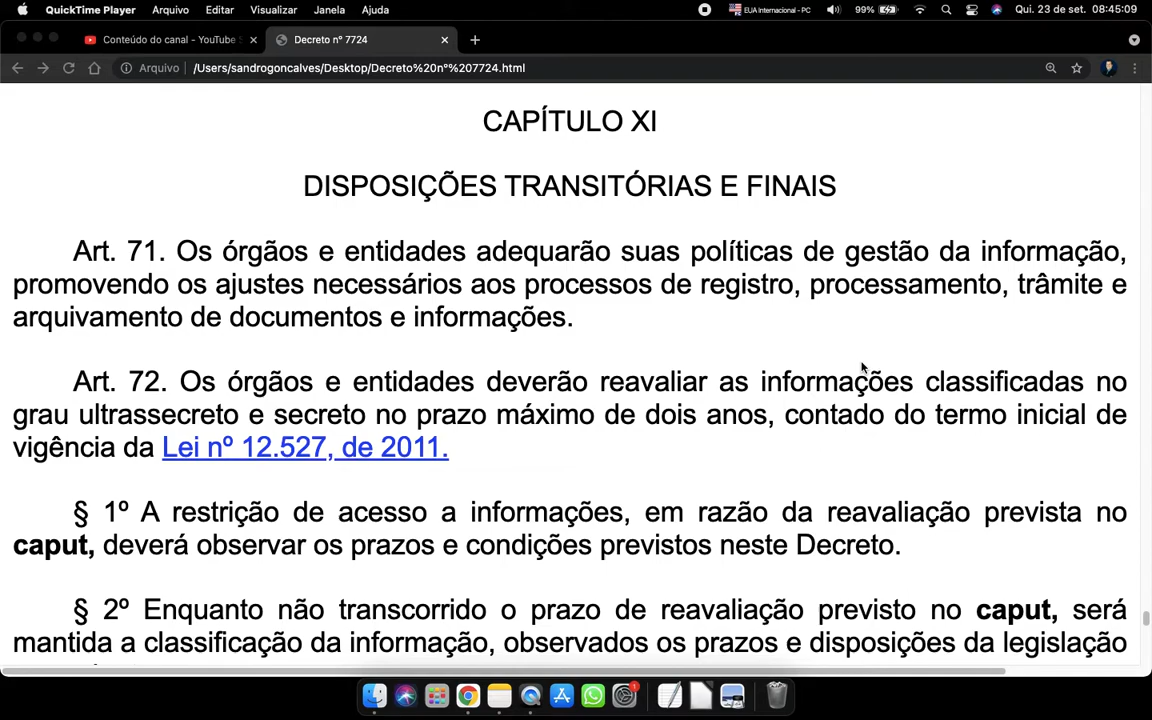 QuickTime Player Arquivo Editar Visualizar Janela Ajuda EUA Internacional - PC 99% Qui. 23 de set. 08:45:09
Conteúdo do canal - YouTube Decreto nº 7724
Arquivo /Users/sandrogoncalves/Desktop/Decreto%20nº%207724.html
CAPÍTULO XI
DISPOSIÇÕES TRANSITÓRIAS E FINAIS
Art. 71. Os órgãos e entidades adequarão suas políticas de gestão da informação,
promovendo os ajustes necessários aos processos de registro, processamento, trâmite e
arquivamento de documentos e informações.
Art. 72. Os órgãos e entidades deverão reavaliar as informações classificadas no
grau ultrassecreto e secreto no prazo máximo de dois anos, contado do termo inicial de
vigência da Lei nº 12.527, de 2011.
§ 1º A restrição de acesso a informações, em razão da reavaliação prevista no
caput, deverá observar os prazos e condições previstos neste Decreto.
§ 2º Enquanto não transcorrido o prazo de reavaliação previsto no caput, será
mantida a classificação da informação, observados os prazos e disposições da legislação
1